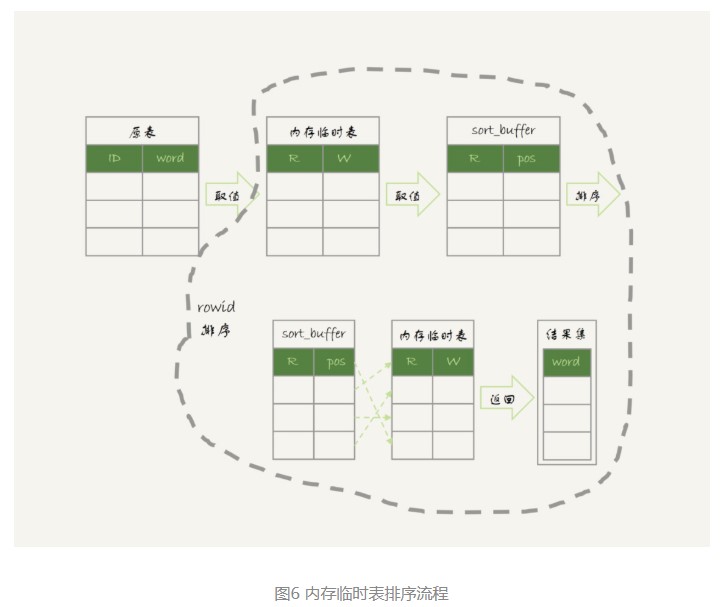 原表
ID word
取值
内存临时表
R W
取值
sort_buffer
R pos
排序
rowid
排序
sort_buffer
R pos
内存临时表
R W
返回
结果集
word
图6 内存临时表排序流程